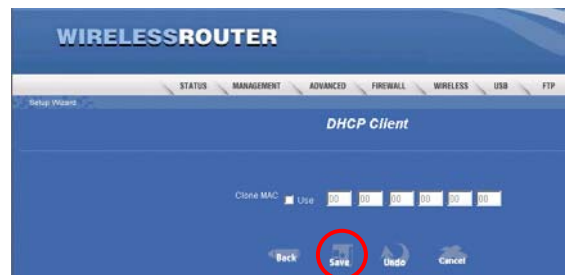 WIRELESSROUTER
STATUS MANAGEMENT ADVANCED FIREWALL WIRELESS USB FTP
Setup Wizard
DHCP Client
Clone MAC Use 00 00 00 00 00 00
Back Save Undo Cancel